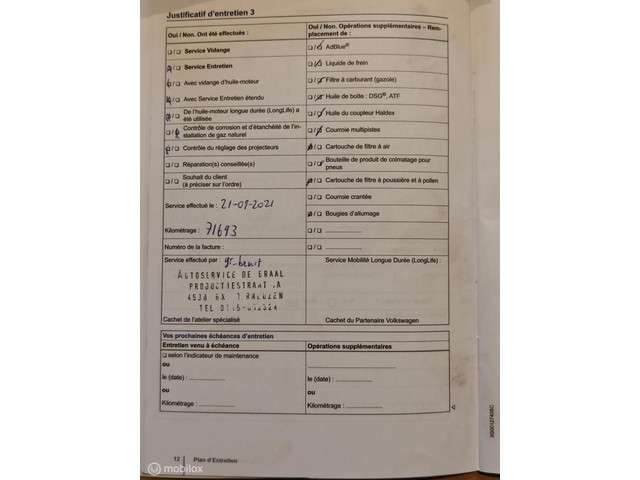 Justificatif d'entretien 3
Oui / Non. Ont été effectués :
❑ / ❑ Service Vidange
❑ / ❑ Service Entretien
❑ / ❑ Avec vidange d'huile-moteur
❑ / ❑ Avec Service Entretien étendu
❑ / ❑ De l'huile-moteur longue durée (LongLife) a
été utilisée
❑ / ❑ Contrôle de corrosion et d'étanchéité de l'in-
stallation de gaz naturel
❑ / ❑ Contrôle du réglage des projecteurs
❑ / ❑ Réparation(s) conseillée(s)
❑ / ❑ Souhait du client
(à préciser sur l'ordre)
Service effectué le : 21-09-2021
Kilométrage : 71693
Numéro de la facture :
Service effectué par :
AUTOSERVICE DE GRAAL
PRODUCTIESTRAAT
TEL
Cachet de l'atelier spécialisé
Oui / Non. Opérations supplémentaires – Rem-
placement de :
❑ / ❑ AdBlue®
❑ / ❑ Liquide de frein
❑ / ❑ Filtre à carburant (gazole)
❑ / ❑ Huile de boîte : DSG®, ATF
❑ / ❑ Huile du coupleur Haldex
❑ / ❑ Courroie multipistes
❑ / ❑ Cartouche de filtre à air
❑ / ❑ Bouteille de produit de colmatage pour
pneus
❑ / ❑ Cartouche de filtre à poussière et à pollen
❑ / ❑ Courroie crantée
❑ / ❑ Bougies d'allumage
❑ / ❑ ....................
❑ / ❑ ....................
Service Mobilité Longue Durée (LongLife) :
Cachet du Partenaire Volkswagen
Vos prochaines échéances d'entretien
Entretien venu à échéance
❑ selon l'indicateur de maintenance
ou
le (date) : ....................
ou
Kilométrage : ....................
Opérations supplémentaires
le (date) : ....................
ou
Kilométrage : ....................
12 Plan d'Entretien
mobilox